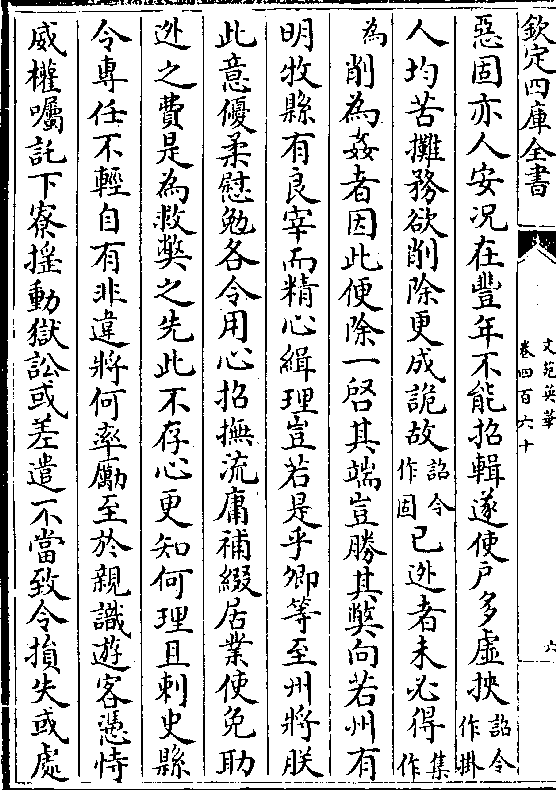 欽定四庫全書
文苑英華
卷四百六十
六
惡固亦人安况在豐年不能招輯遂使戸多虚抰詔令作掛
人均苦攤務欲削除更成詭故詔令作固已迯者未必得集作
為削為姦者因此便除一啓其端豈勝其獘向若州有
明牧縣有良宰而精心緝理豈若是乎卿等至州將朕
此意優柔慰勉各令用心招撫流庸補綴居業使免助
迯之費是為救獘之先此不存心更知何理且刺史縣
令專任不輕自有非違將何率勵至於親識遊客憑恃
威權囑託下寮揺動獄訟或差遣不當致令損失或處